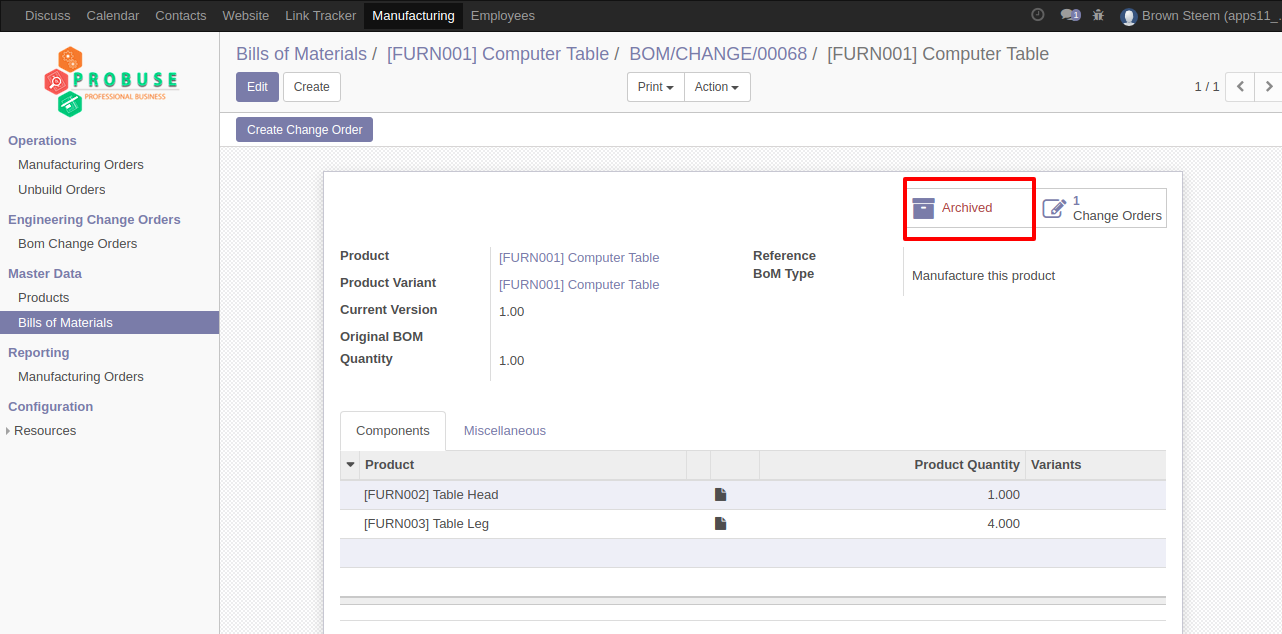 Discuss Calendar Contacts Website Link Tracker Manufacturing Employees 1 Brown Steem (apps11_
PROBUSE
PROFESSIONAL BUSINESS
Bills of Materials / [FURN001] Computer Table / BOM/CHANGE/00068 / [FURN001] Computer Table
Edit Create Print Action 1 / 1
Create Change Order
Operations
Manufacturing Orders
Unbuild Orders
Engineering Change Orders
Bom Change Orders
Master Data
Products
Bills of Materials
Reporting
Manufacturing Orders
Configuration
Resources
Archived
1
Change Orders
Product [FURN001] Computer Table
Product Variant [FURN001] Computer Table
Current Version 1.00
Original BOM
Quantity 1.00
Reference
BoM Type Manufacture this product
Components Miscellaneous
Product Product Quantity Variants
[FURN002] Table Head 1.000
[FURN003] Table Leg 4.000